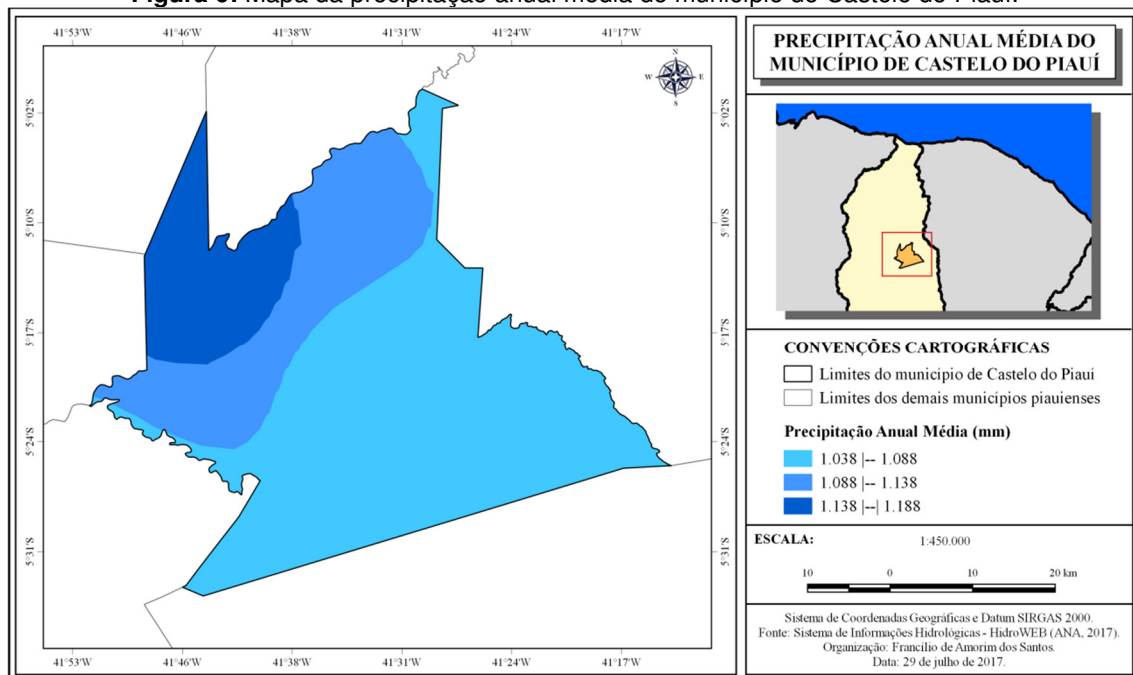 Figura 3: Mapa da precipitação anual média do município de Castelo do Piauí.
41°53'W 41°46'W 41°38'W 41°31'W 41°24'W 41°17'W
N
W E
S
5°02'S 5°02'S
5°10'S 5°10'S
5°17'S 5°17'S
5°24'S 5°24'S
5°31'S 5°31'S
41°53'W 41°46'W 41°38'W 41°31'W 41°24'W 41°17'W
PRECIPITAÇÃO ANUAL MÉDIA DO
MUNICÍPIO DE CASTELO DO PIAUÍ
CONVENÇÕES CARTOGRÁFICAS
Limites do município de Castelo do Piauí
Limites dos demais municípios piauienses
Precipitação Anual Média (mm)
1.038 |-- 1.088
1.088 |-- 1.138
1.138 |--| 1.188
ESCALA: 1:450.000
10 0 10 20 km
Sistema de Coordenadas Geográficas e Datum SIRGAS 2000.
Fonte: Sistema de Informações Hidrológicas - HidroWEB (ANA, 2017).
Organização: Francílio de Amorim dos Santos.
Data: 29 de julho de 2017.